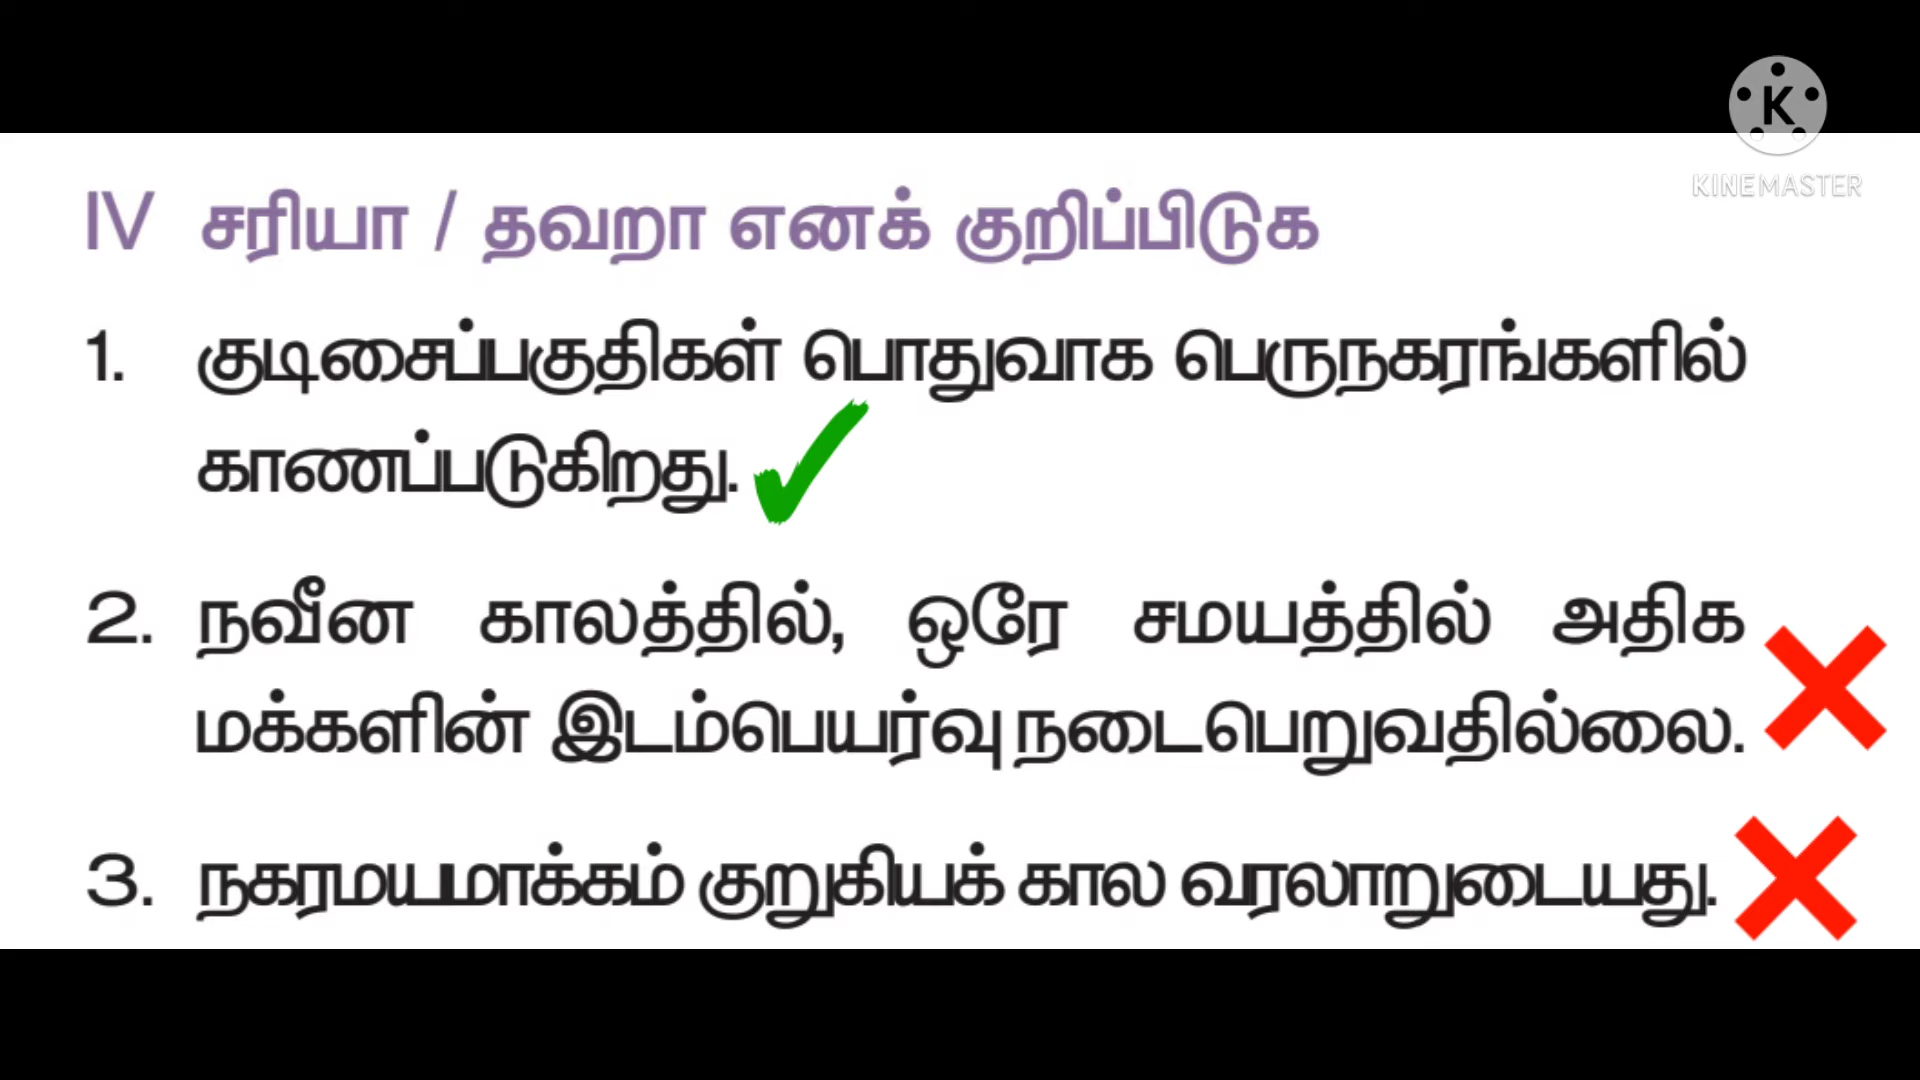 K
KINEMASTER
IV சரியா / தவறா எனக் குறிப்பிடுக
1. குடிசைப்பகுதிகள் பொதுவாக பெருநகரங்களில்
காணப்படுகிறது.
2. நவீன காலத்தில், ஒரே சமயத்தில் அதிக
மக்களின் இடம்பெயர்வு நடைபெறுவதில்லை.
3. நகரமயமாக்கம் குறுகியக் கால வரலாறுடையது.